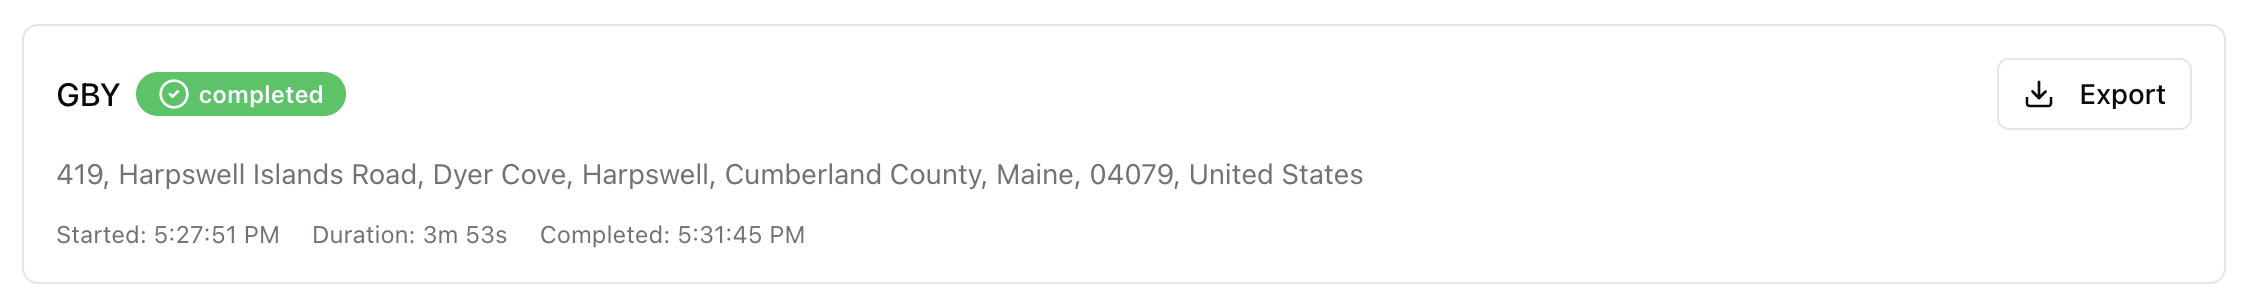 GBY completed Export
419, Harpswell Islands Road, Dyer Cove, Harpswell, Cumberland County, Maine, 04079, United States
Started: 5:27:51 PM Duration: 3m 53s Completed: 5:31:45 PM